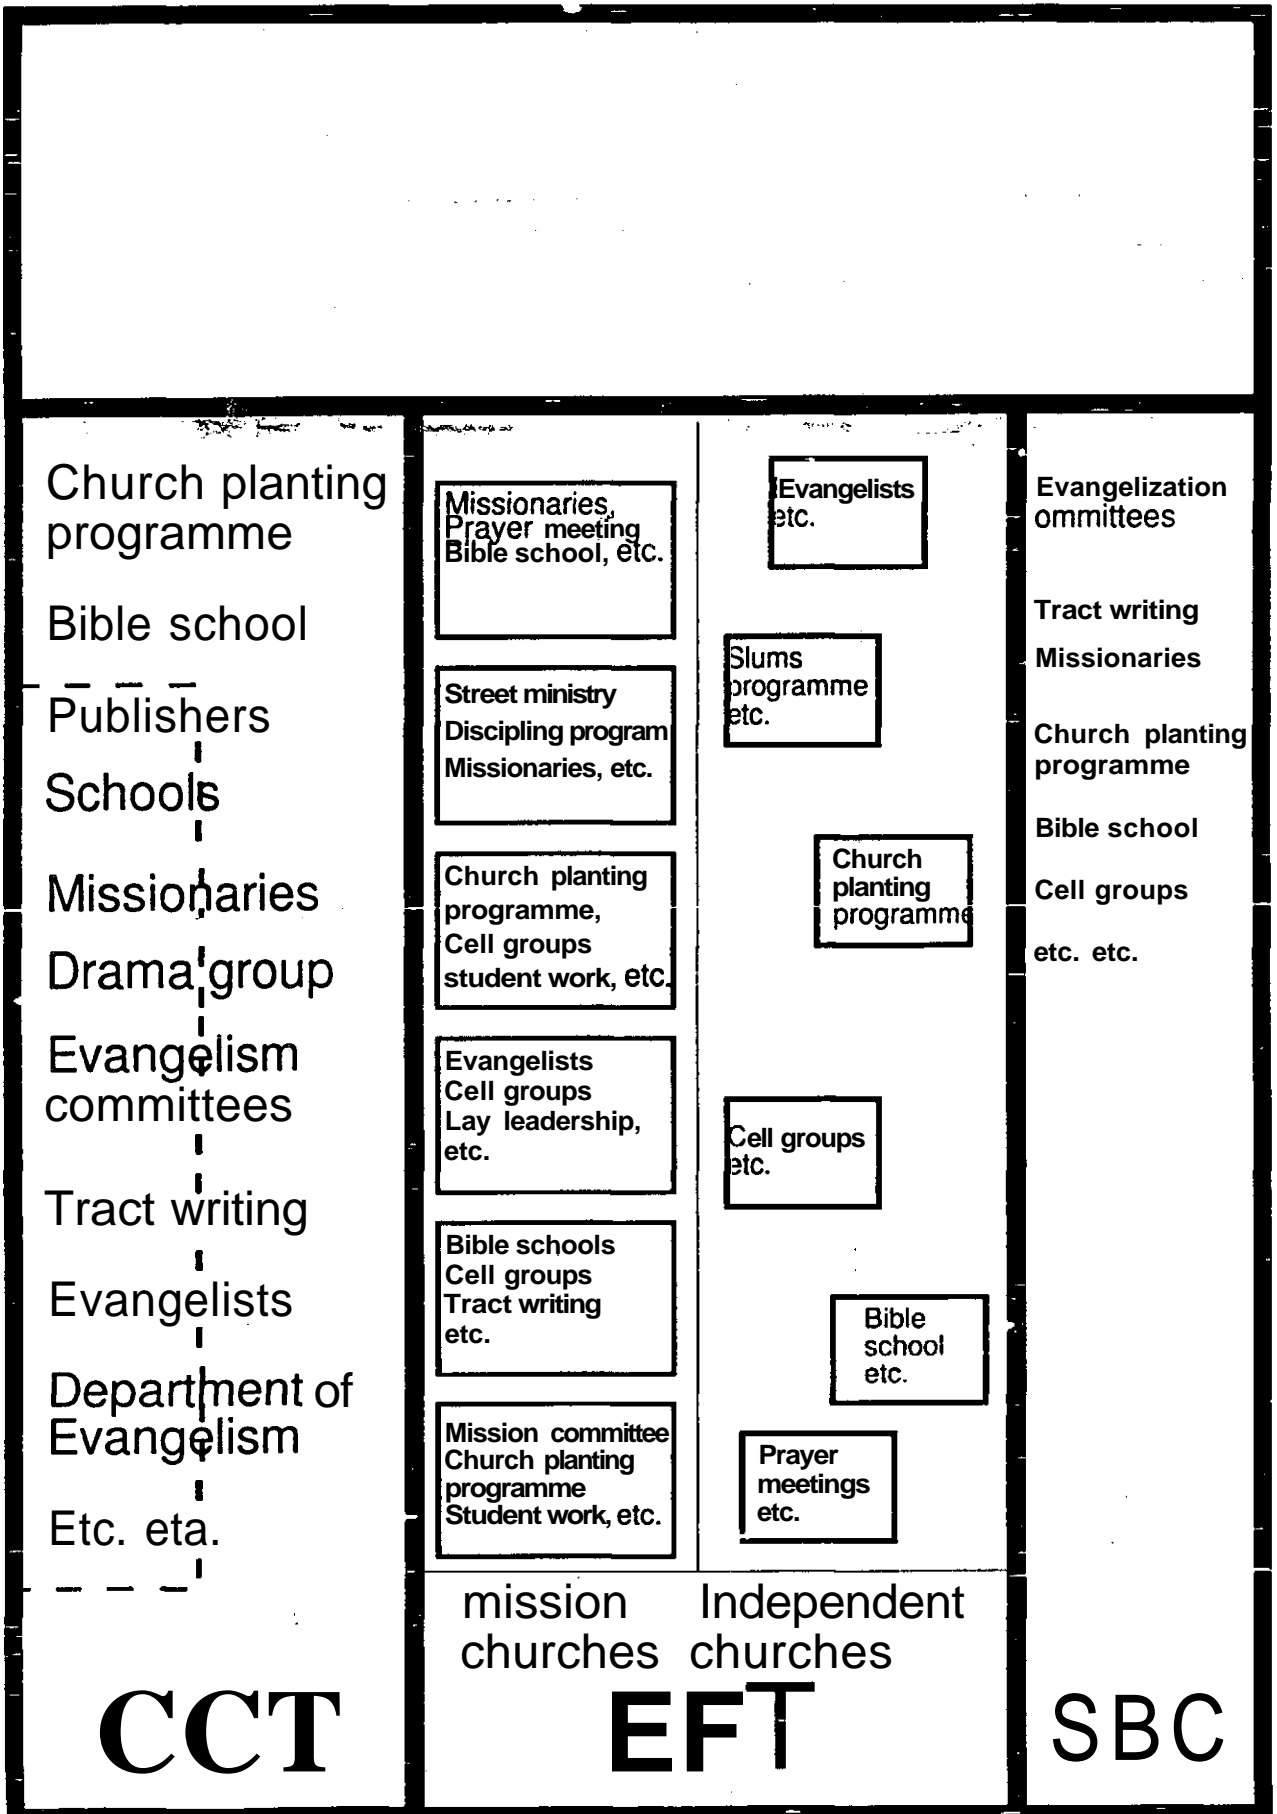 Church planting
programme
Bible school
Publishers
Schools
Missionaries
Drama group
Evangelism
committees
Tract writing
Evangelists
Department of
Evangelism
Etc. eta.
CCT
Missionaries,
Prayer meeting
Bible school, etc.
Street ministry
Discipling program
Missionaries, etc.
Church planting
programme,
Cell groups
student work, etc.
Evangelists
Cell groups
Lay leadership,
etc.
Bible schools
Cell groups
Tract writing
etc.
Mission committee
Church planting
programme
Student work, etc.
Evangelists
etc.
Slums
programme
etc.
Church
planting
programme
Cell groups
etc.
Bible
school
etc.
Prayer
meetings
etc.
mission Independent
churches churches
EFT
Evangelization
ommittees
Tract writing
Missionaries
Church planting
programme
Bible school
Cell groups
etc. etc.
SBC